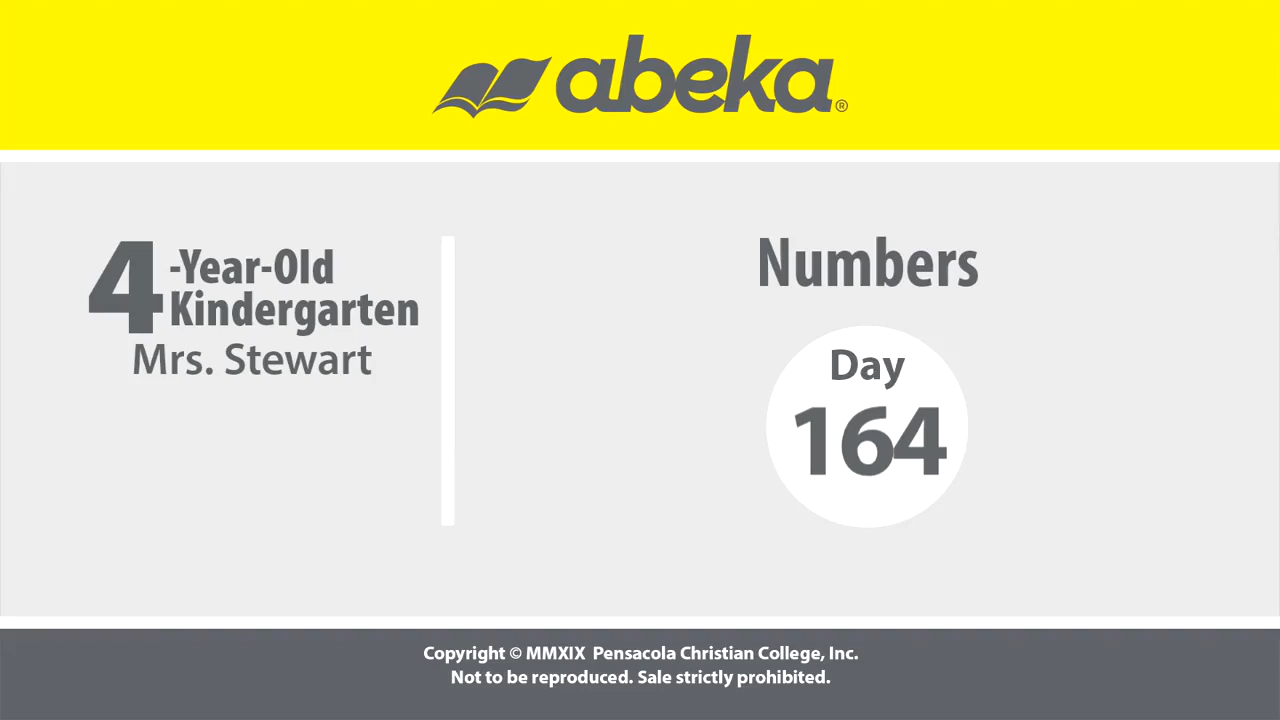 abeka®
4-Year-Old
Kindergarten
Mrs. Stewart
Numbers
Day
164
Copyright © MMXIX Pensacola Christian College, Inc.
Not to be reproduced. Sale strictly prohibited.